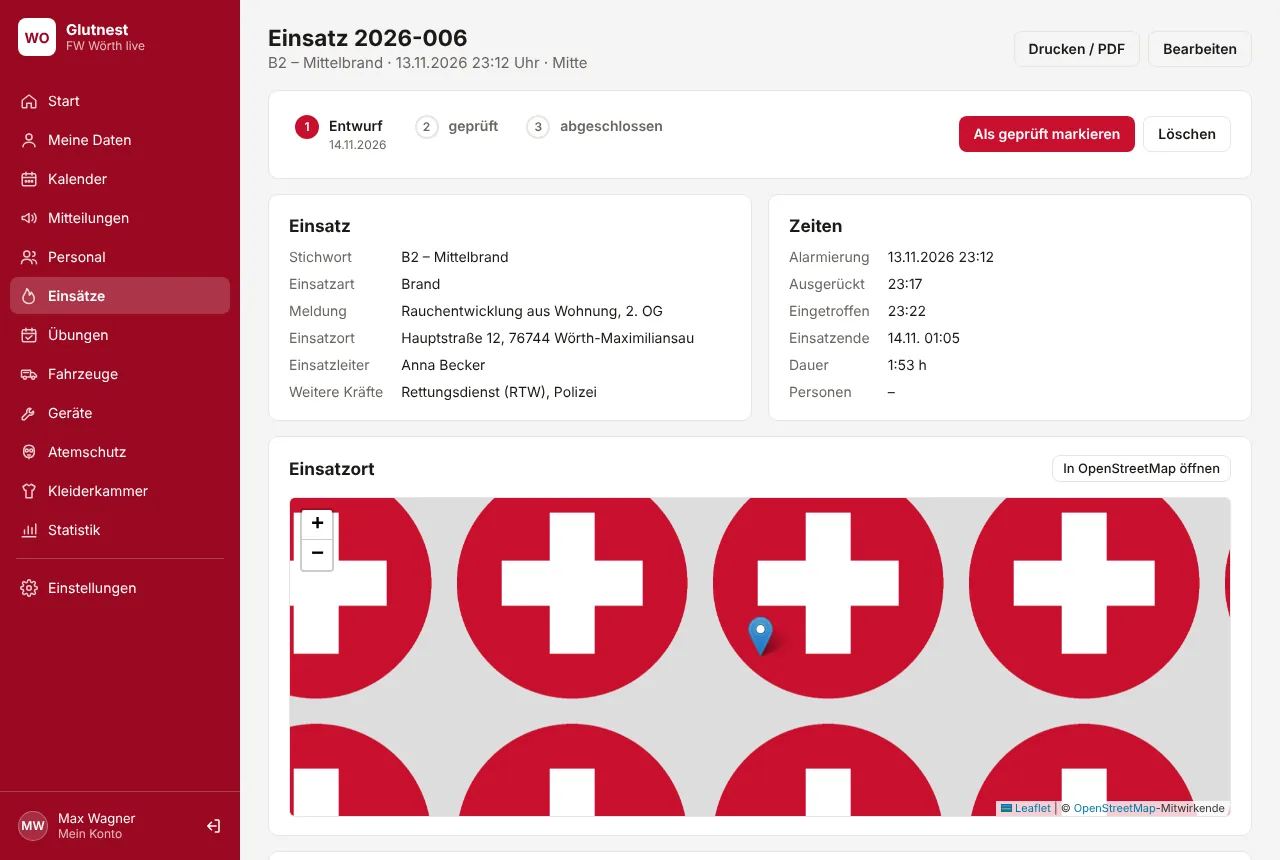 WO
Glutnest
FW Wörth live
Start
Meine Daten
Kalender
Mitteilungen
Personal
Einsätze
Übungen
Fahrzeuge
Geräte
Atemschutz
Kleiderkammer
Statistik
Einstellungen
MW
Max Wagner
Mein Konto
Einsatz 2026-006
B2 – Mittelbrand · 13.11.2026 23:12 Uhr · Mitte
Drucken / PDF
Bearbeiten
1 Entwurf
14.11.2026
2 geprüft
3 abgeschlossen
Als geprüft markieren
Löschen
Einsatz
Stichwort B2 – Mittelbrand
Einsatzart Brand
Meldung Rauchentwicklung aus Wohnung, 2. OG
Einsatzort Hauptstraße 12, 76744 Wörth-Maximiliansau
Einsatzleiter Anna Becker
Weitere Kräfte Rettungsdienst (RTW), Polizei
Zeiten
Alarmierung 13.11.2026 23:12
Ausgerückt 23:17
Eingetroffen 23:22
Einsatzende 14.11. 01:05
Dauer 1:53 h
Personen –
Einsatzort
In OpenStreetMap öffnen
+
−
Leaflet | © OpenStreetMap-Mitwirkende